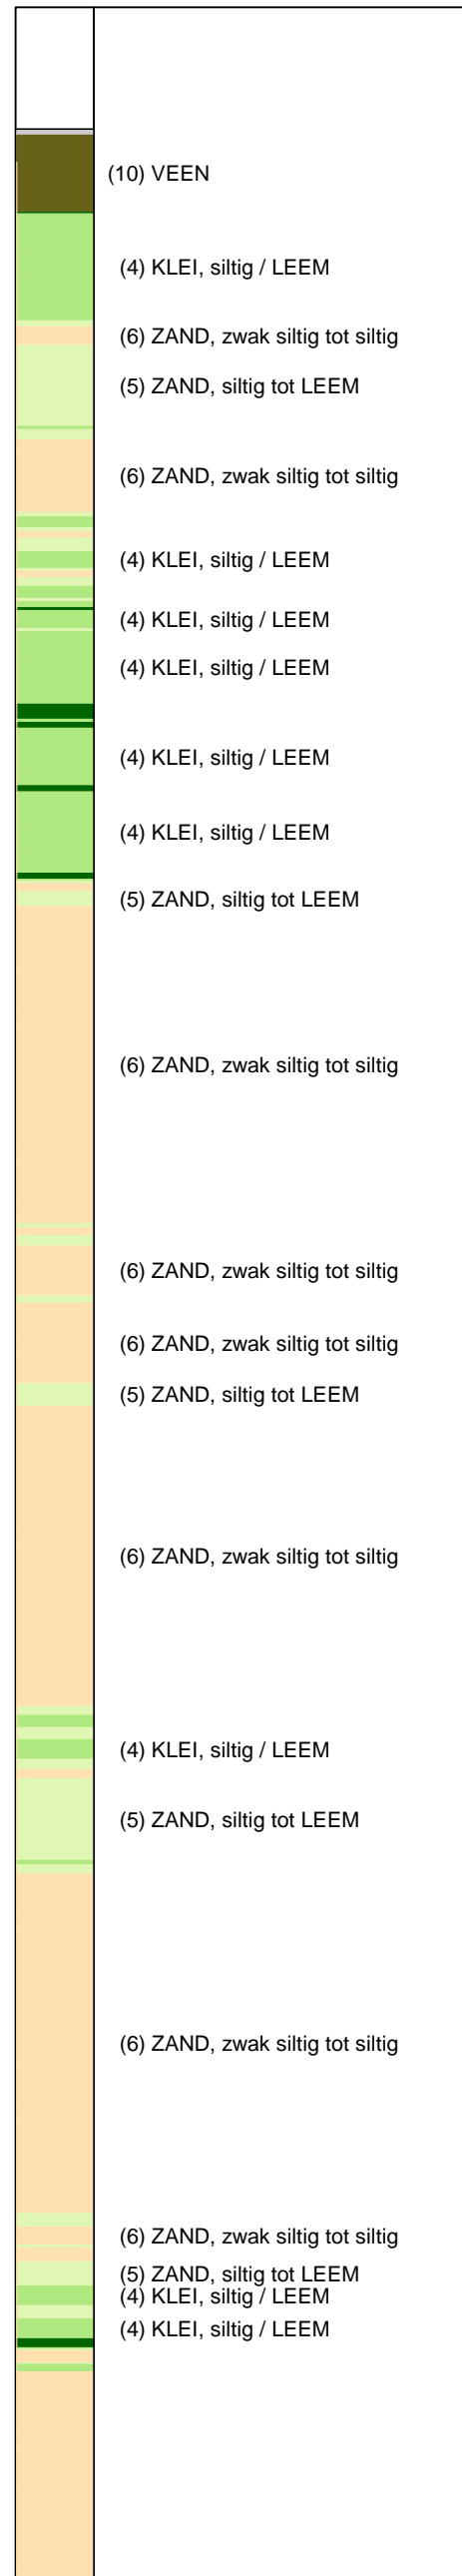 (10) VEEN
(4) KLEI, siltig / LEEM
(6) ZAND, zwak siltig tot siltig
(5) ZAND, siltig tot LEEM
(6) ZAND, zwak siltig tot siltig
(4) KLEI, siltig / LEEM
(4) KLEI, siltig / LEEM
(4) KLEI, siltig / LEEM
(4) KLEI, siltig / LEEM
(4) KLEI, siltig / LEEM
(5) ZAND, siltig tot LEEM
(6) ZAND, zwak siltig tot siltig
(6) ZAND, zwak siltig tot siltig
(6) ZAND, zwak siltig tot siltig
(5) ZAND, siltig tot LEEM
(6) ZAND, zwak siltig tot siltig
(4) KLEI, siltig / LEEM
(5) ZAND, siltig tot LEEM
(6) ZAND, zwak siltig tot siltig
(6) ZAND, zwak siltig tot siltig
(5) ZAND, siltig tot LEEM
(4) KLEI, siltig / LEEM
(4) KLEI, siltig / LEEM